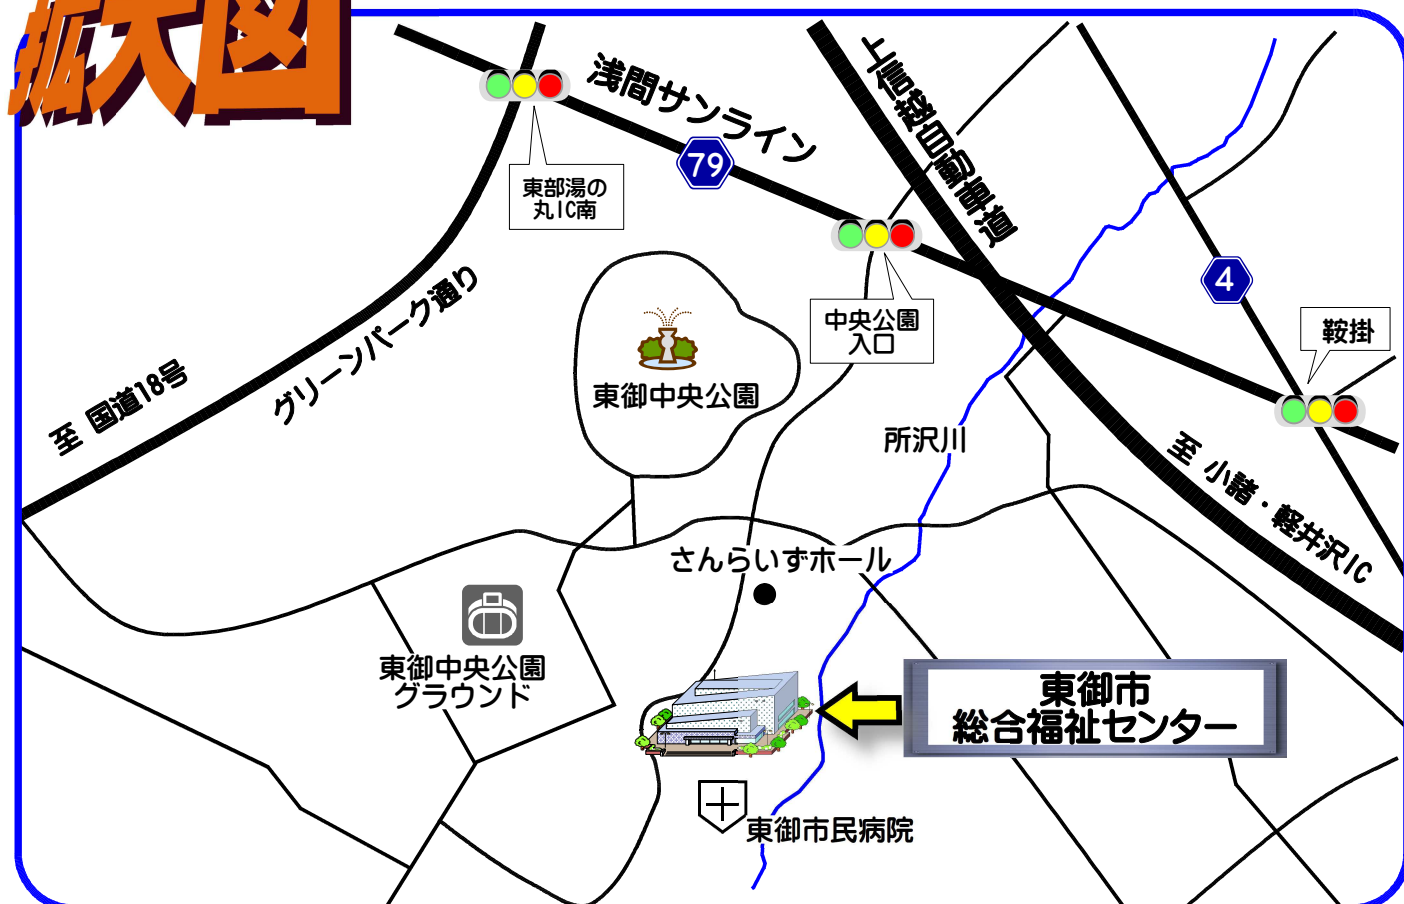 拡大図
浅間サンライン
79
上信越自動車道
東部湯の
丸IC南
グリーンパーク通り
至 国道18号
中央公園
入口
4
鞍掛
東御中央公園
所沢川
至 小諸・軽井沢IC
さんらいずホール
東御中央公園
グラウンド
東御市
総合福祉センター
東御市民病院